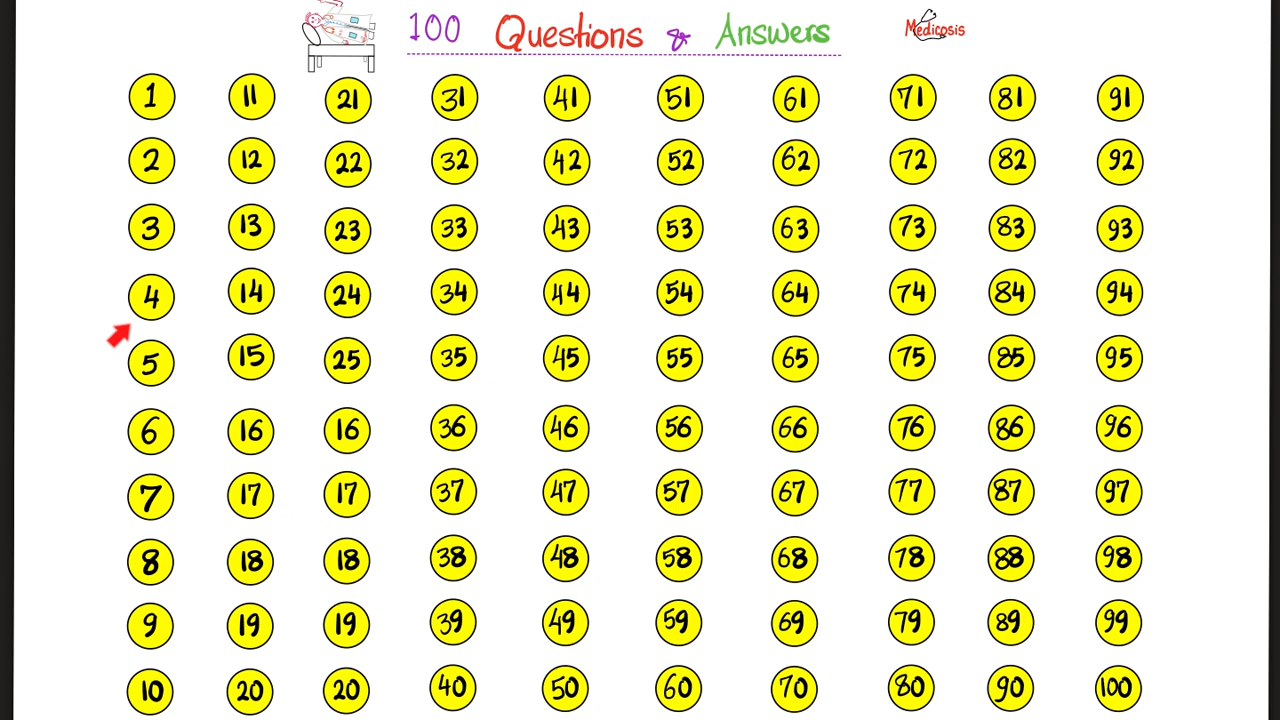 100 Questions & Answers
Medicosis
1 11 21 31 41 51 61 71 81 91
2 12 22 32 42 52 62 72 82 92
3 13 23 33 43 53 63 73 83 93
4 14 24 34 44 54 64 74 84 94
5 15 25 35 45 55 65 75 85 95
6 16 16 36 46 56 66 76 86 96
7 17 17 37 47 57 67 77 87 97
8 18 18 38 48 58 68 78 88 98
9 19 19 39 49 59 69 79 89 99
10 20 20 40 50 60 70 80 90 100